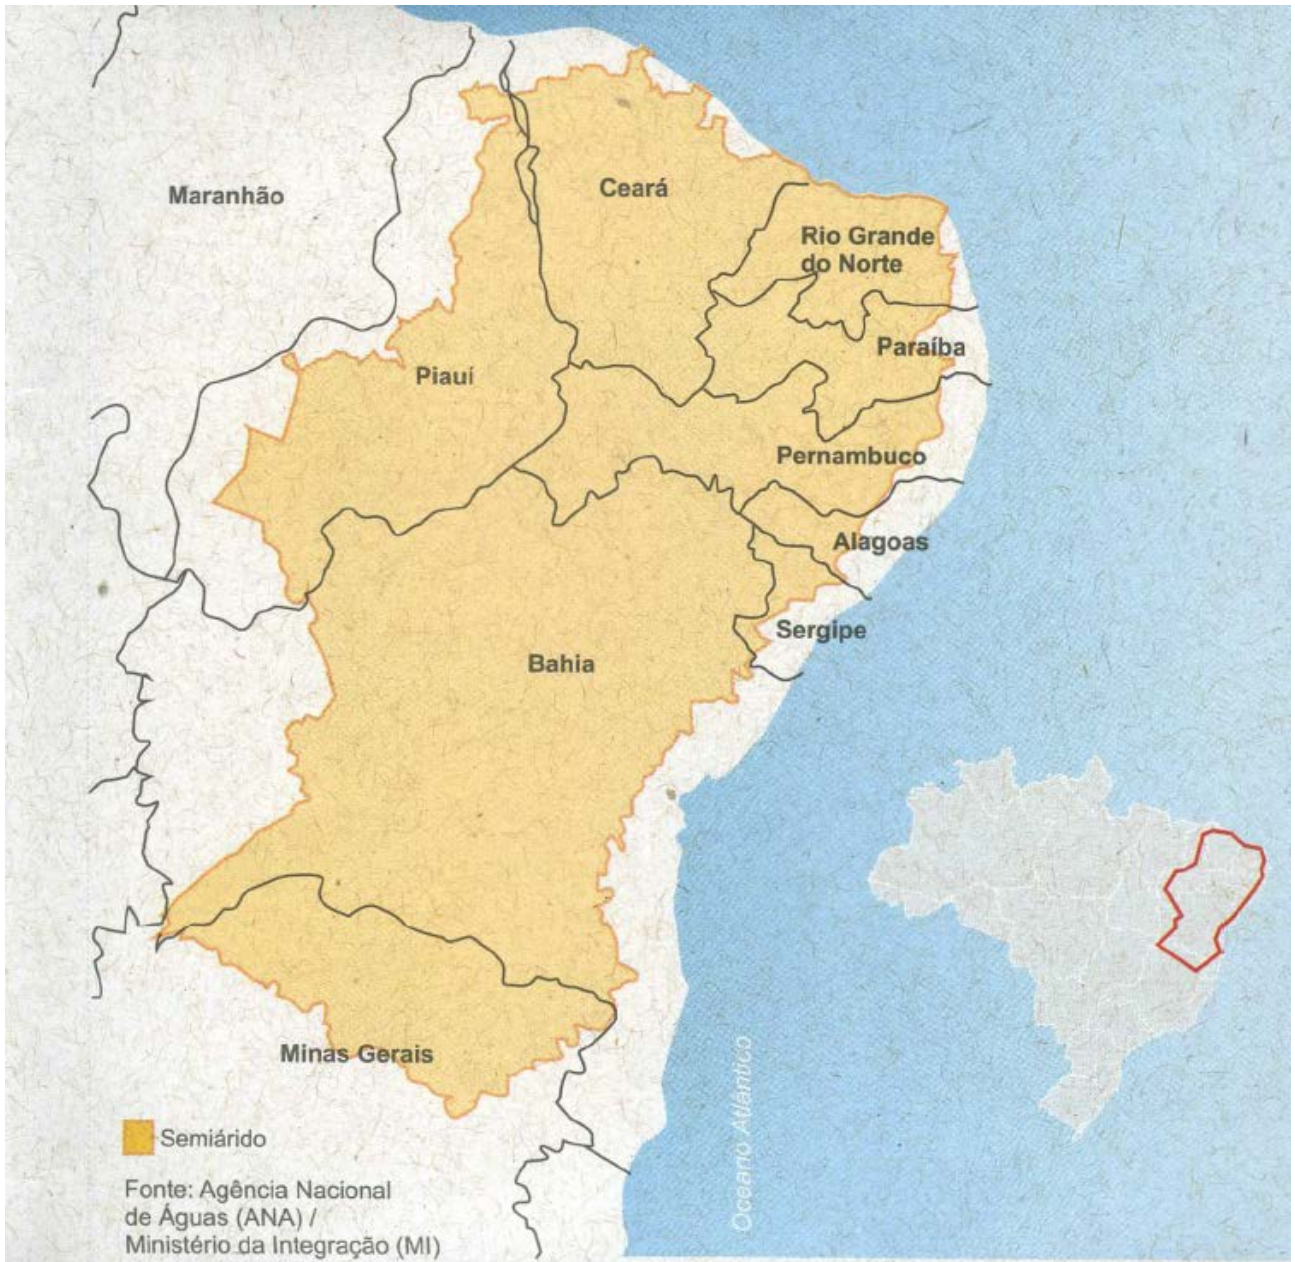 Maranhão
Ceará
Rio Grande
do Norte
Paraíba
Piauí
Pernambuco
Alagoas
Sergipe
Bahia
Minas Gerais
Oceano Atlântico
Semiárido
Fonte: Agência Nacional
de Águas (ANA) /
Ministério da Integração (MI)